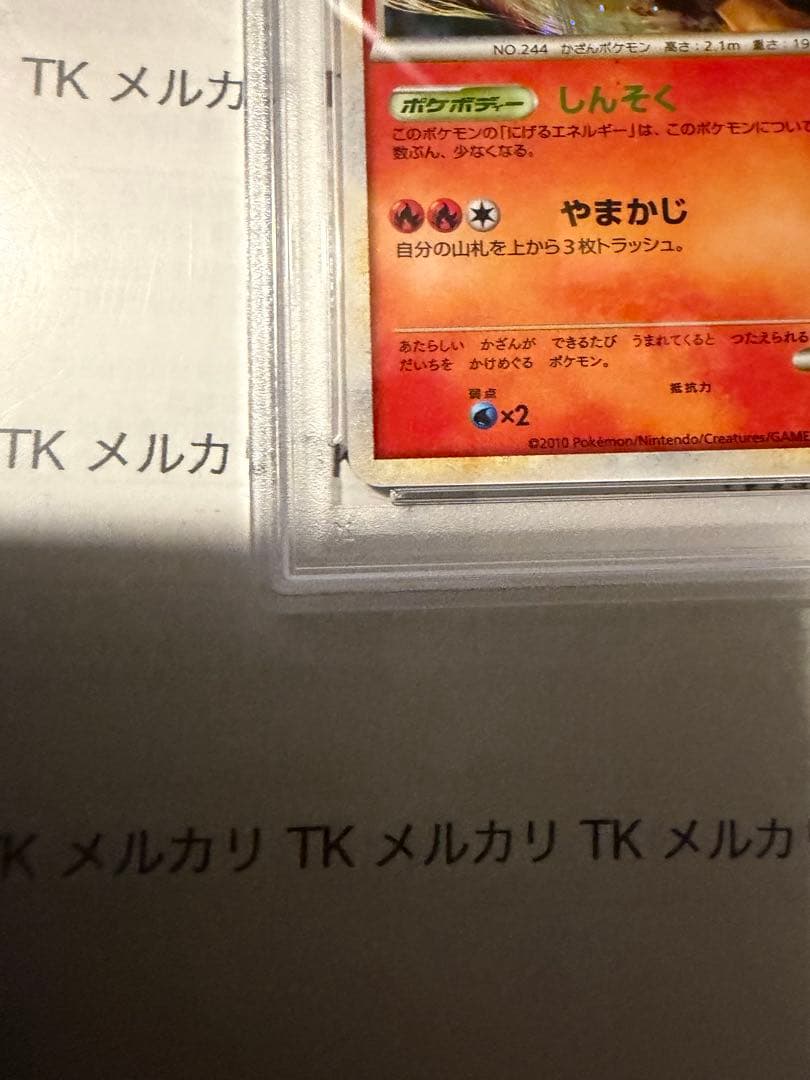 TK メルカ
NO.244 かざんポケモン 高さ：2.1m 重さ：19
ポケボディー しんそく
このポケモンの「にげるエネルギー」は、このポケモンについて
数ぶん、少なくなる。
やまかじ
自分の山札を上から3枚トラッシュ。
あたらしい かざんが できるたび うまれてくると つたえられる
だいちを かけめぐる ポケモン。
弱点 抵抗力
×2
©2010 Pokémon/Nintendo/Creatures/GAME
TK メルカリ
K メルカリ TK メルカリ TK メルカ